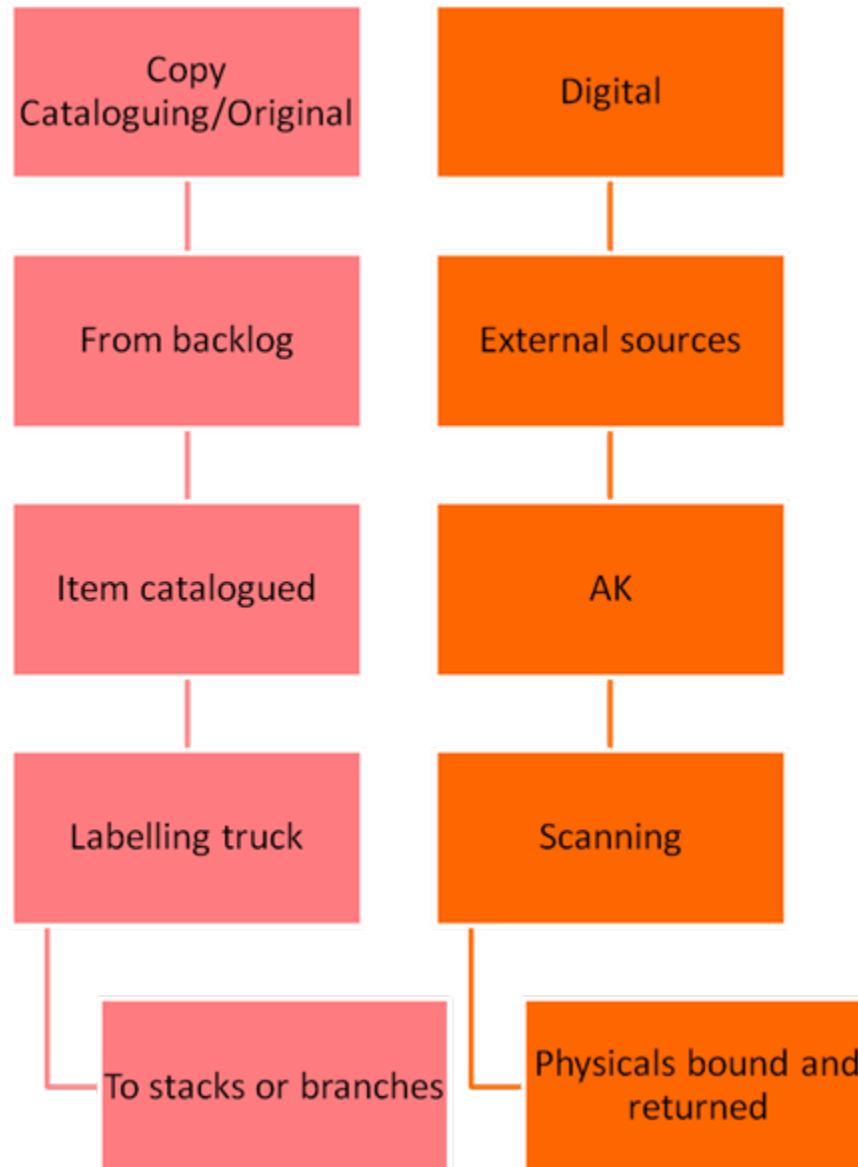 Copy
Cataloguing/Original
From backlog
Item catalogued
Labelling truck
To stacks or branches
Digital
External sources
AK
Scanning
Physicals bound and
returned